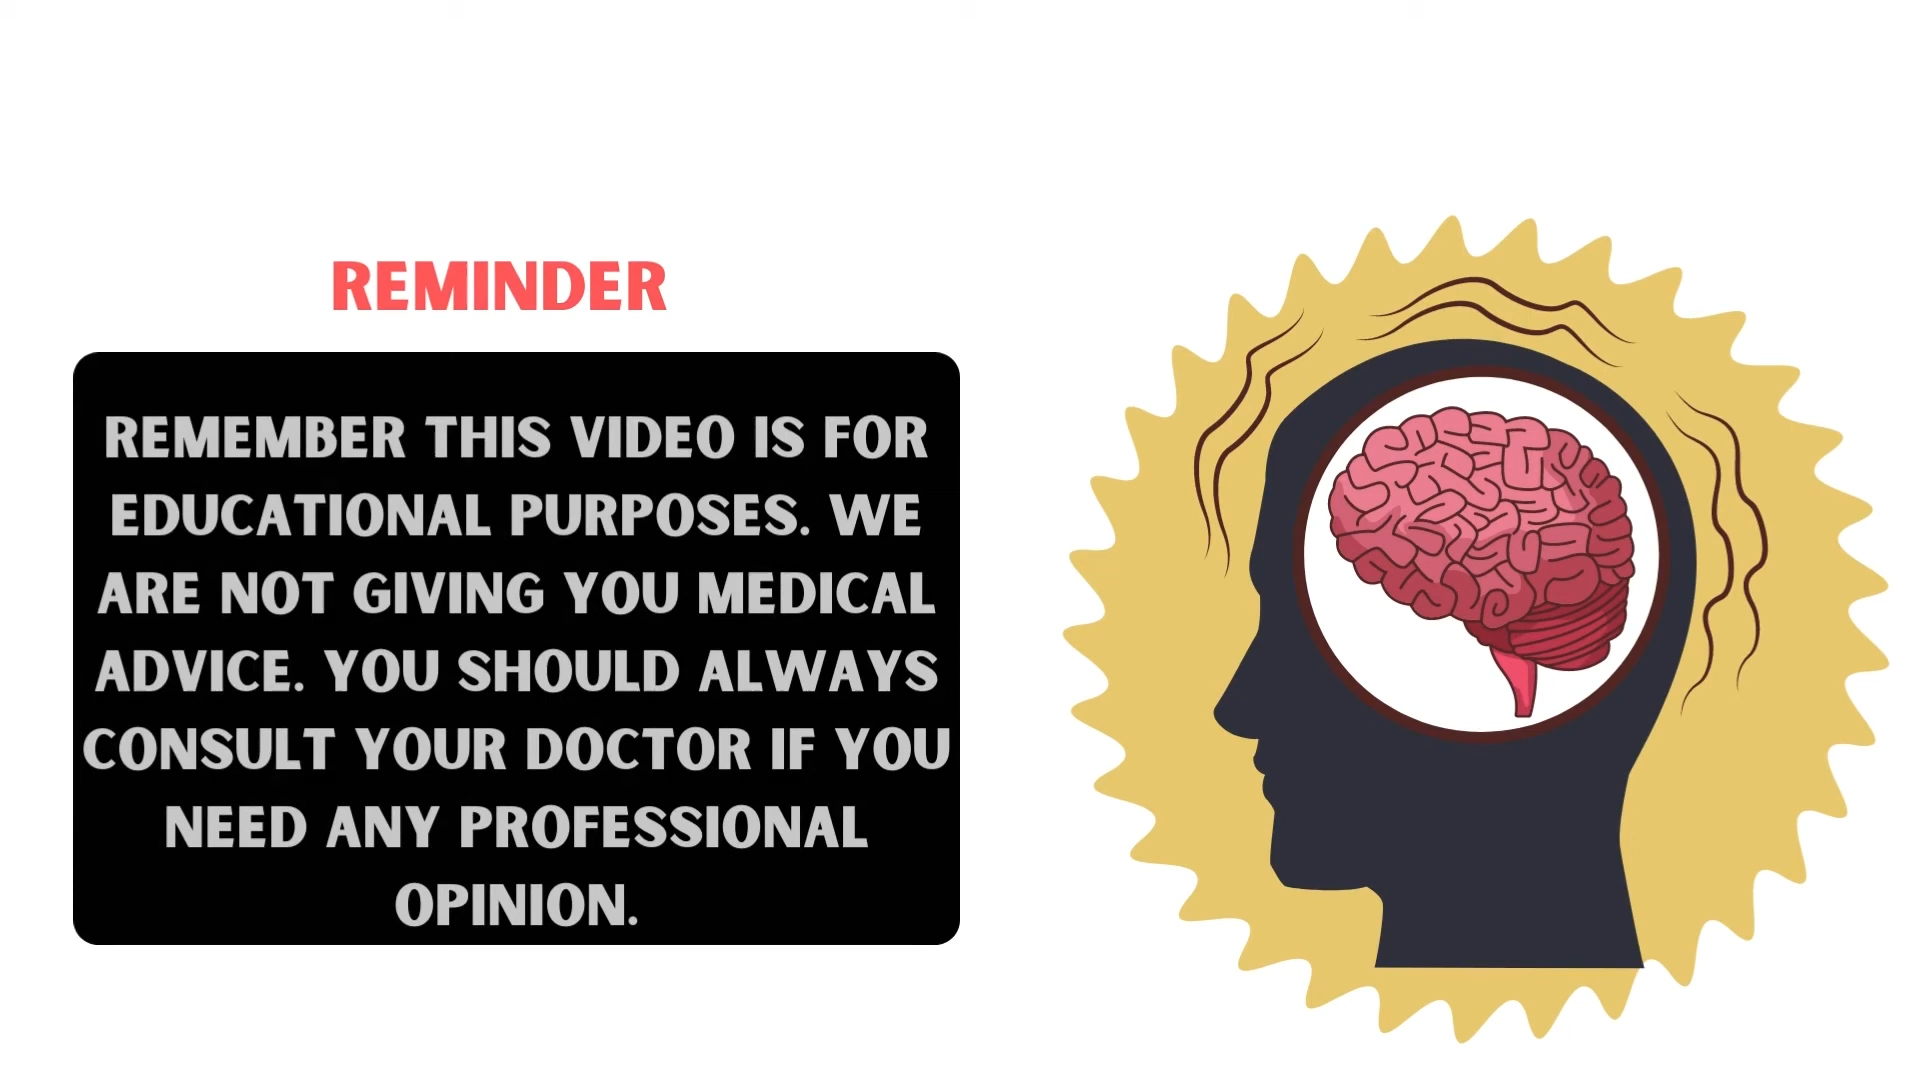 REMINDER
REMEMBER THIS VIDEO IS FOR
EDUCATIONAL PURPOSES. WE
ARE NOT GIVING YOU MEDICAL
ADVICE. YOU SHOULD ALWAYS
CONSULT YOUR DOCTOR IF YOU
NEED ANY PROFESSIONAL
OPINION.